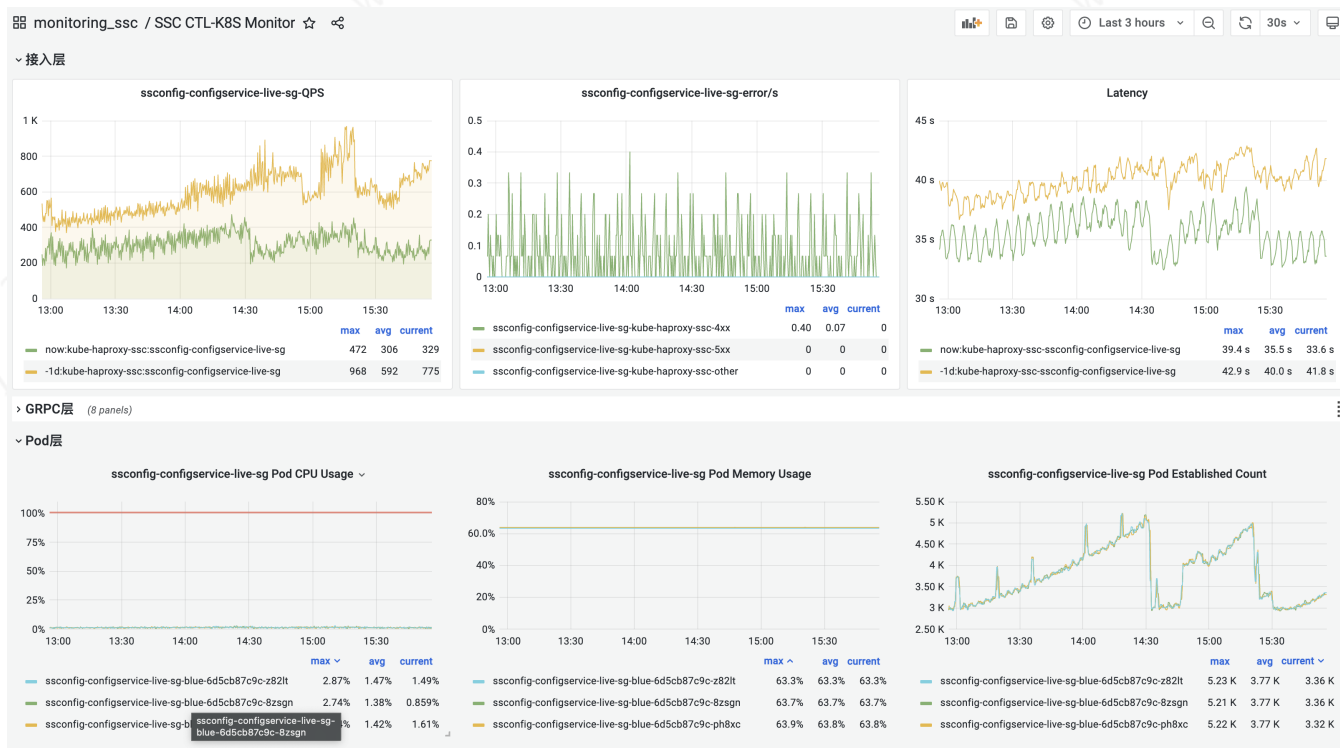 monitoring_ssc / SSC CTL-K8S Monitor
Last 3 hours
30s
接入层
ssconfig-configservice-live-sg-QPS
1 K
800
600
400
200
0
13:00 13:30 14:00 14:30 15:00 15:30
max avg current
now:kube-haproxy-ssc:ssconfig-configservice-live-sg 472 306 329
-1d:kube-haproxy-ssc:ssconfig-configservice-live-sg 968 592 775
ssconfig-configservice-live-sg-error/s
0.5
0.4
0.3
0.2
0.1
0
13:00 13:30 14:00 14:30 15:00 15:30
max avg current
ssconfig-configservice-live-sg-kube-haproxy-ssc-4xx 0.40 0.07 0
ssconfig-configservice-live-sg-kube-haproxy-ssc-5xx 0 0 0
ssconfig-configservice-live-sg-kube-haproxy-ssc-other 0 0 0
Latency
45 s
40 s
35 s
30 s
13:00 13:30 14:00 14:30 15:00 15:30
max avg current
now:kube-haproxy-ssc-ssconfig-configservice-live-sg 39.4 s 35.5 s 33.6 s
-1d:kube-haproxy-ssc-ssconfig-configservice-live-sg 42.9 s 40.0 s 41.8 s
GRPC层 (8 panels)
Pod层
ssconfig-configservice-live-sg Pod CPU Usage
100%
75%
50%
25%
0%
13:00 13:30 14:00 14:30 15:00 15:30
max avg current
ssconfig-configservice-live-sg-blue-6d5cb87c9c-z82lt 2.87% 1.47% 1.49%
ssconfig-configservice-live-sg-blue-6d5cb87c9c-8zsgn 2.74% 1.38% 0.859%
ssconfig-configservice-live-sg-bl % 1.42% 1.61%
ssconfig-configservice-live-sg-
blue-6d5cb87c9c-8zsgn
ssconfig-configservice-live-sg Pod Memory Usage
80%
60.0%
40%
20%
0%
13:00 13:30 14:00 14:30 15:00 15:30
max avg current
ssconfig-configservice-live-sg-blue-6d5cb87c9c-z82lt 63.3% 63.3% 63.3%
ssconfig-configservice-live-sg-blue-6d5cb87c9c-8zsgn 63.7% 63.7% 63.7%
ssconfig-configservice-live-sg-blue-6d5cb87c9c-ph8xc 63.9% 63.8% 63.8%
ssconfig-configservice-live-sg Pod Established Count
5.50 K
5 K
4.50 K
4 K
3.50 K
3 K
2.50 K
13:00 13:30 14:00 14:30 15:00 15:30
max avg current
ssconfig-configservice-live-sg-blue-6d5cb87c9c-z82lt 5.23 K 3.77 K 3.36 K
ssconfig-configservice-live-sg-blue-6d5cb87c9c-8zsgn 5.21 K 3.77 K 3.36 K
ssconfig-configservice-live-sg-blue-6d5cb87c9c-ph8xc 5.22 K 3.77 K 3.32 K